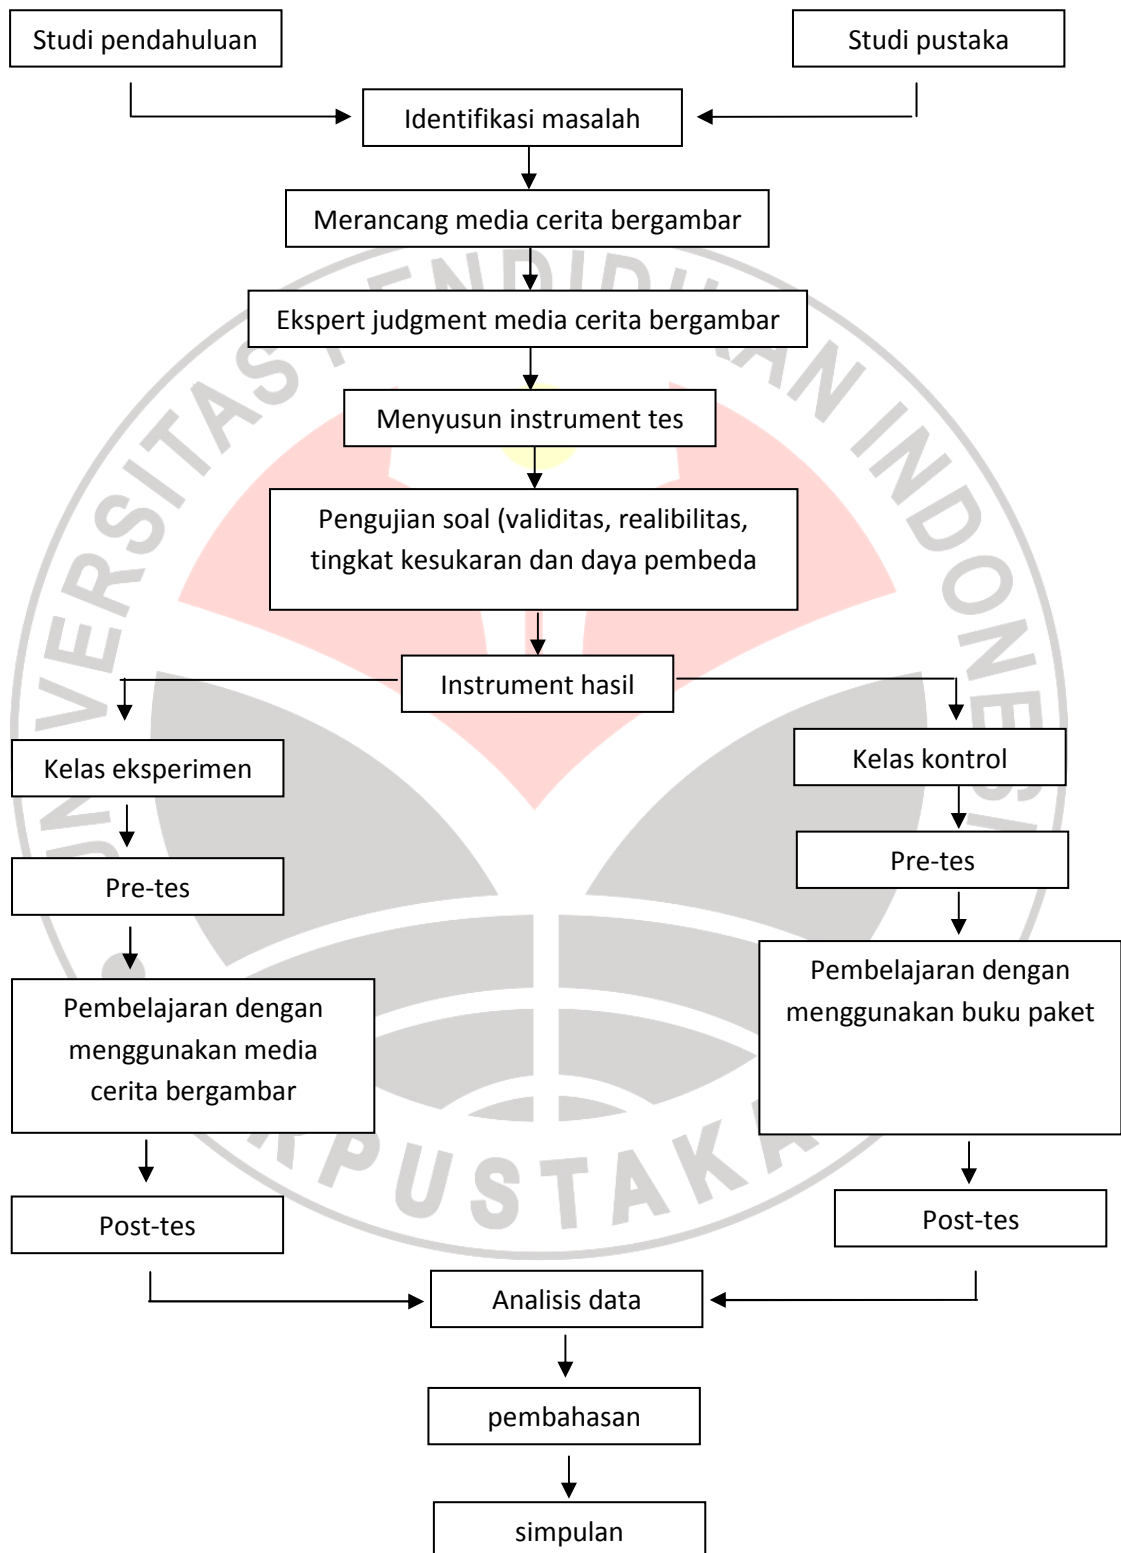 Studi pendahuluan
Studi pustaka
Identifikasi masalah
Merancang media cerita bergambar
Ekspert judgment media cerita bergambar
Menyusun instrument tes
Pengujian soal (validitas, realibilitas,
tingkat kesukaran dan daya pembeda
Instrument hasil
Kelas eksperimen
Kelas kontrol
Pre-tes
Pre-tes
Pembelajaran dengan
menggunakan media
cerita bergambar
Pembelajaran dengan
menggunakan buku paket
Post-tes
Post-tes
Analisis data
pembahasan
simpulan